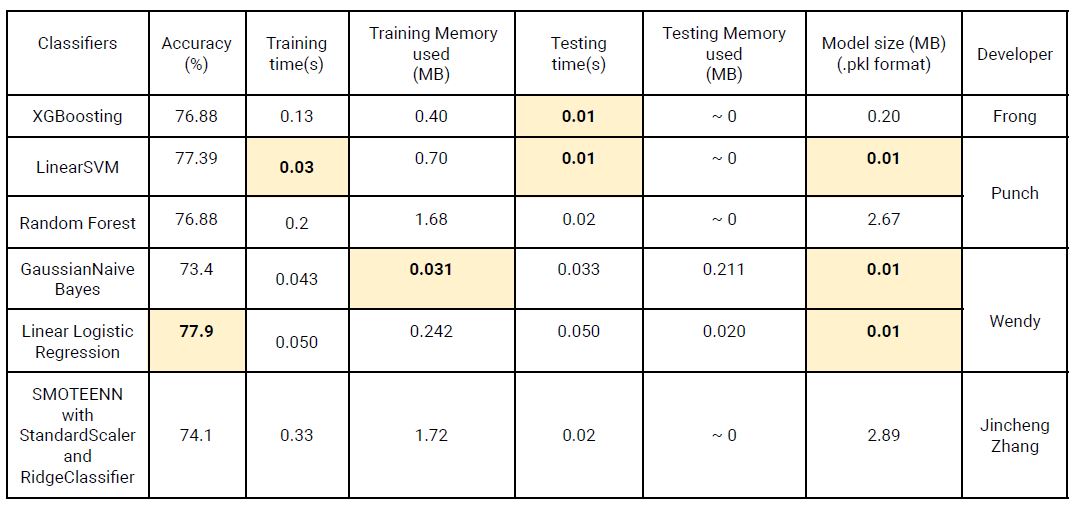 Classifiers
Accuracy
(%)
Training
time(s)
Training Memory
used
(MB)
Testing
time(s)
Testing Memory
used
(MB)
Model size (MB)
(.pkl format)
Developer
XGBoosting
76.88
0.13
0.40
0.01
~ 0
0.20
Frong
LinearSVM
77.39
0.03
0.70
0.01
~ 0
0.01
Punch
Random Forest
76.88
0.2
1.68
0.02
~ 0
2.67
GaussianNaive
Bayes
73.4
0.043
0.031
0.033
0.211
0.01
Wendy
Linear Logistic
Regression
77.9
0.050
0.242
0.050
0.020
0.01
SMOTEENN
with
StandardScaler
and
RidgeClassifier
74.1
0.33
1.72
0.02
~ 0
2.89
Jincheng
Zhang